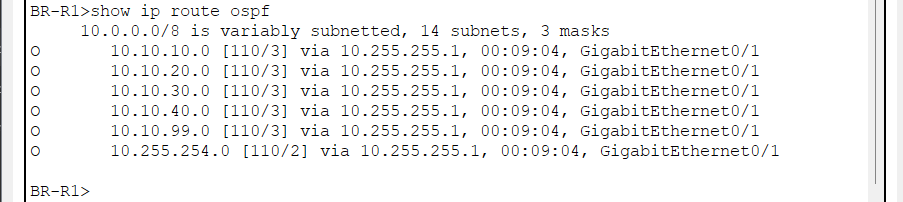 BR-R1>show ip route ospf
10.0.0.0/8 is variably subnetted, 14 subnets, 3 masks
O 10.10.10.0 [110/3] via 10.255.255.1, 00:09:04, GigabitEthernet0/1
O 10.10.20.0 [110/3] via 10.255.255.1, 00:09:04, GigabitEthernet0/1
O 10.10.30.0 [110/3] via 10.255.255.1, 00:09:04, GigabitEthernet0/1
O 10.10.40.0 [110/3] via 10.255.255.1, 00:09:04, GigabitEthernet0/1
O 10.10.99.0 [110/3] via 10.255.255.1, 00:09:04, GigabitEthernet0/1
O 10.255.254.0 [110/2] via 10.255.255.1, 00:09:04, GigabitEthernet0/1
BR-R1>